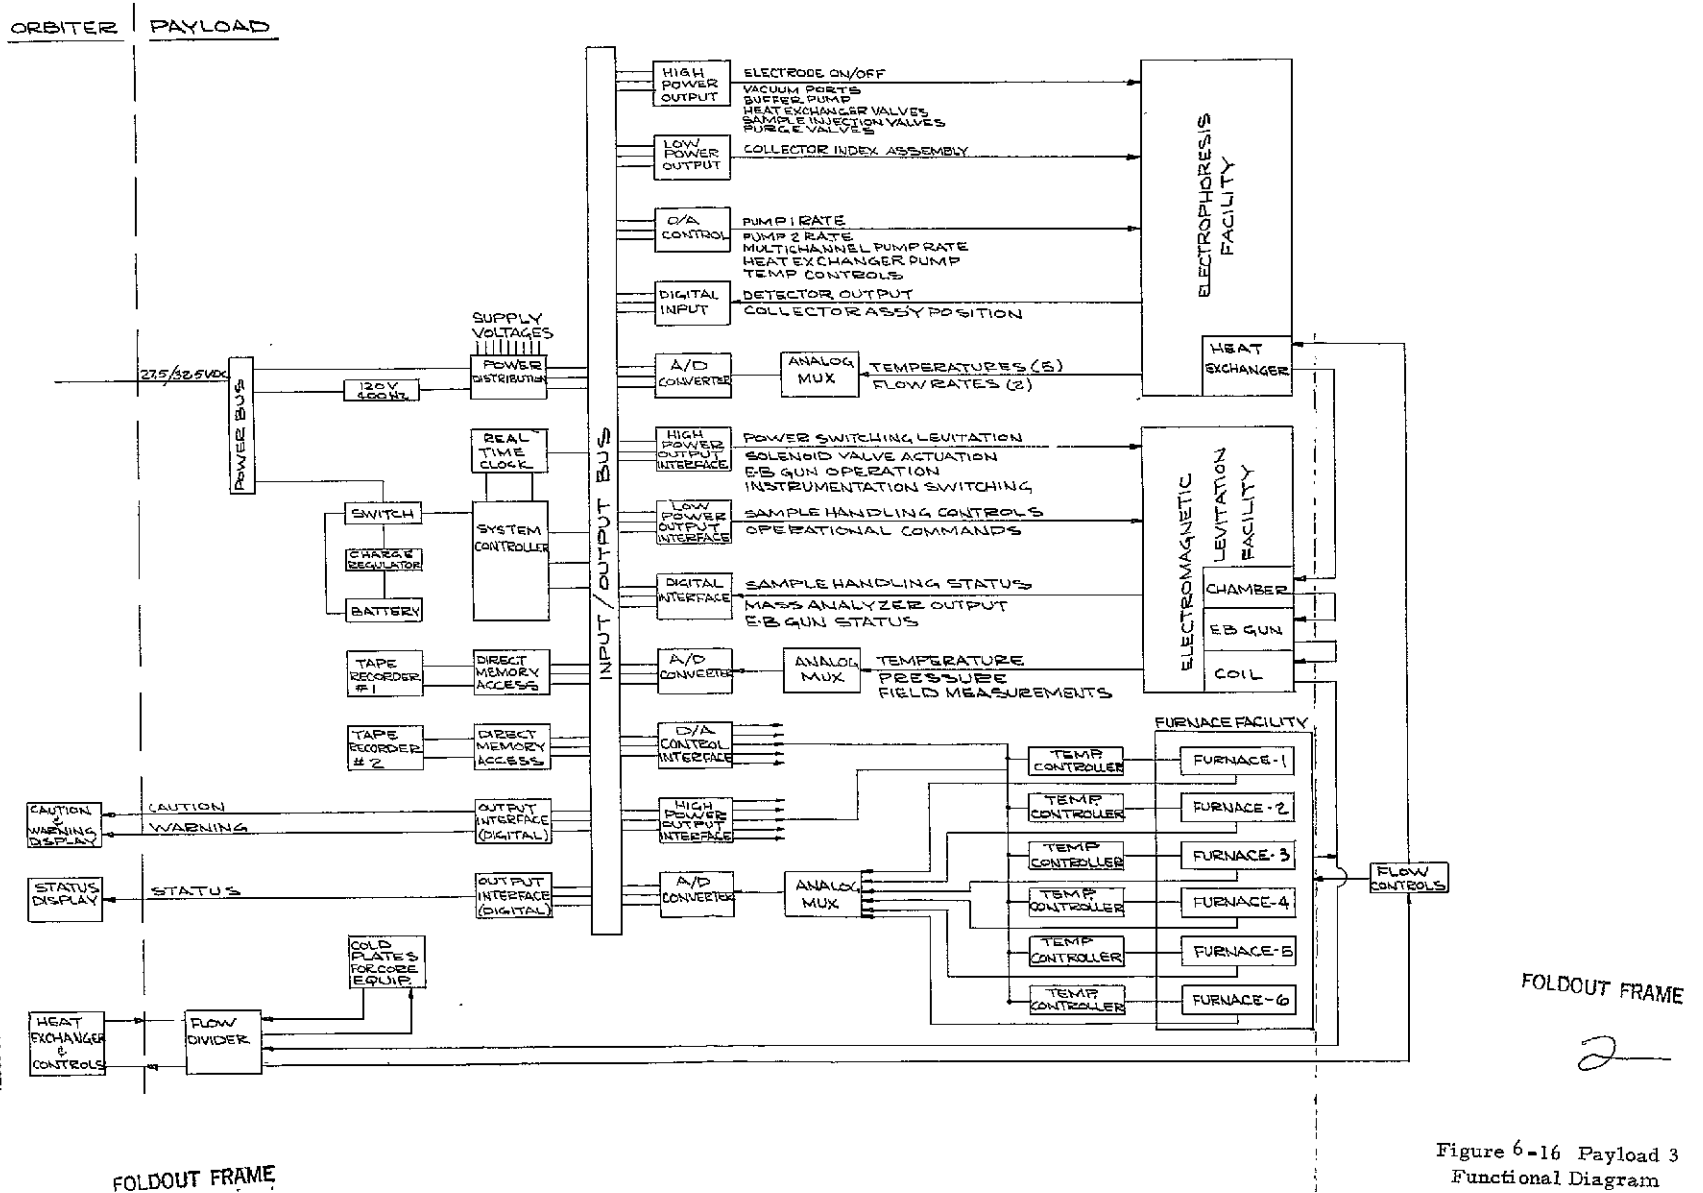 ORBITER
PAYLOAD
HIGH
POWER
OUTPUT
ELECTRODE ON/OFF
VACUUM PORTS
BUFFER PUMP
HEAT EXCHANGER VALVES
SAMPLE INJECTION VALVES
PURGE VALVES
LOW
POWER
OUTPUT
COLLECTOR INDEX ASSEMBLY
D/A
CONTROL
PUMP 1 RATE
PUMP 2 RATE
MULTICHANNEL PUMP RATE
HEAT EXCHANGER PUMP
TEMP CONTROLS
DIGITAL
INPUT
DETECTOR OUTPUT
COLLECTOR ASS'Y POSITION
ELECTROPHORESIS
FACILITY
HEAT
EXCHANGER
SUPPLY
VOLTAGES
POWER
DISTRIBUTION
27.5/32.5VDC
POWER BUS
120V
400HZ
A/D
CONVERTER
ANALOG
MUX
TEMPERATURES (5)
FLOW RATES (2)
INPUT / OUTPUT BUS
REAL
TIME
CLOCK
SWITCH
SYSTEM
CONTROLLER
CHARGE
REGULATOR
BATTERY
HIGH
POWER
OUTPUT
INTERFACE
POWER SWITCHING LEVITATION
SOLENOID VALVE ACTUATION
E-B GUN OPERATION
INSTRUMENTATION SWITCHING
LOW
POWER
OUTPUT
INTERFACE
SAMPLE HANDLING CONTROLS
OPERATIONAL COMMANDS
DIGITAL
INTERFACE
SAMPLE HANDLING STATUS
MASS ANALYZER OUTPUT
E-B GUN STATUS
ELECTROMAGNETIC
LEVITATION
FACILITY
CHAMBER
E.B GUN
COIL
TAPE
RECORDER
#1
DIRECT
MEMORY
ACCESS
A/D
CONVERTER
ANALOG
MUX
TEMPERATURE
PRESSURE
FIELD MEASUREMENTS
TAPE
RECORDER
#2
DIRECT
MEMORY
ACCESS
D/A
CONTROL
INTERFACE
FURNACE FACILITY
TEMP.
CONTROLLER
FURNACE-1
TEMP.
CONTROLLER
FURNACE-2
TEMP
CONTROLLER
FURNACE-3
TEMP.
CONTROLLER
FURNACE-4
TEMP
CONTROLLER
FURNACE-5
TEMP.
CONTROLLER
FURNACE-6
CAUTION
&
WARNING
DISPLAY
CAUTION
WARNING
OUTPUT
INTERFACE
(DIGITAL)
HIGH
POWER
OUTPUT
INTERFACE
STATUS
DISPLAY
STATUS
OUTPUT
INTERFACE
(DIGITAL)
A/D
CONVERTER
ANALOG
MUX
FLOW
CONTROLS
COLD
PLATES
FOR CORE
EQUIP.
HEAT
EXCHANGER
&
CONTROLS
FLOW
DIVIDER
FOLDOUT FRAME
2
FOLDOUT FRAME
Figure 6-16 Payload 3
Functional Diagram